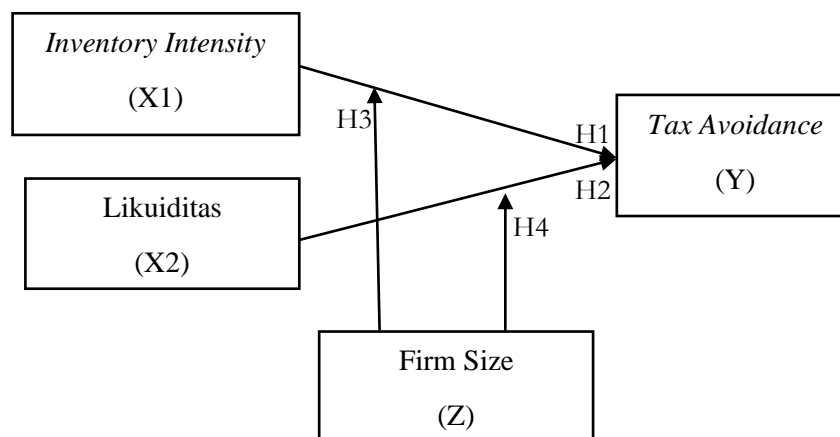 Inventory Intensity
(X1)
H3
H1
Tax Avoidance
(Y)
H2
Likuiditas
(X2)
H4
Firm Size
(Z)